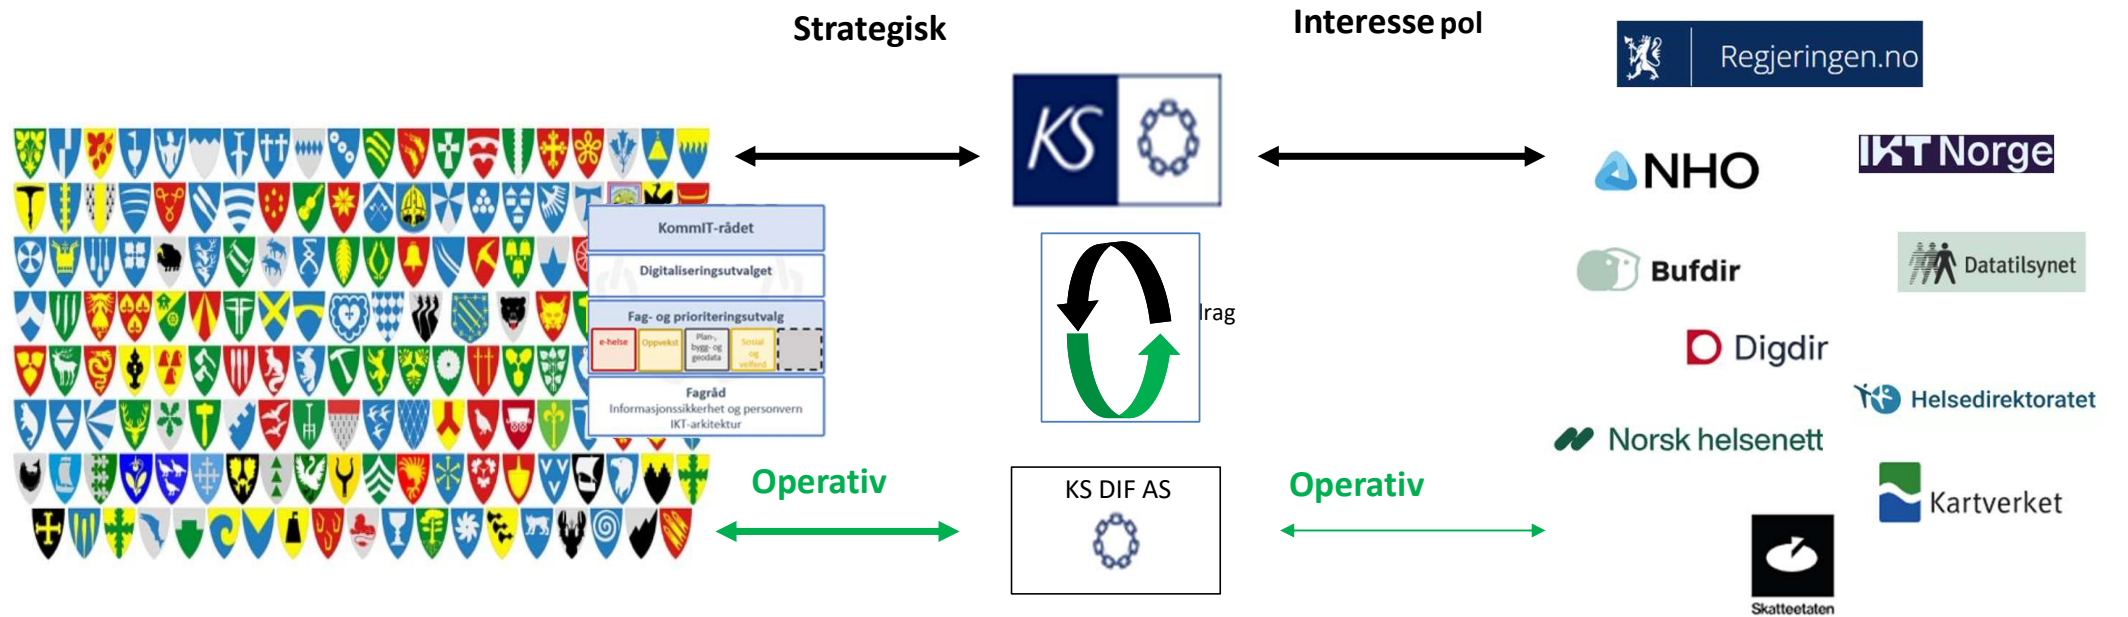 Strategisk
Interesse pol
Regjeringen.no
KS
NHO
IKT Norge
KommIT-rådet
Digitaliseringsutvalget
Fag- og prioriteringsutvalg
e-helse
Oppvekst
Plan-,
bygg- og
geodata
Sosial
og
velferd
Fagråd
Informasjonssikkerhet og personvern
IKT-arkitektur
drag
Bufdir
Datatilsynet
Digdir
Helsedirektoratet
Norsk helsenett
Operativ
KS DIF AS
Operativ
Kartverket
Skatteetaten